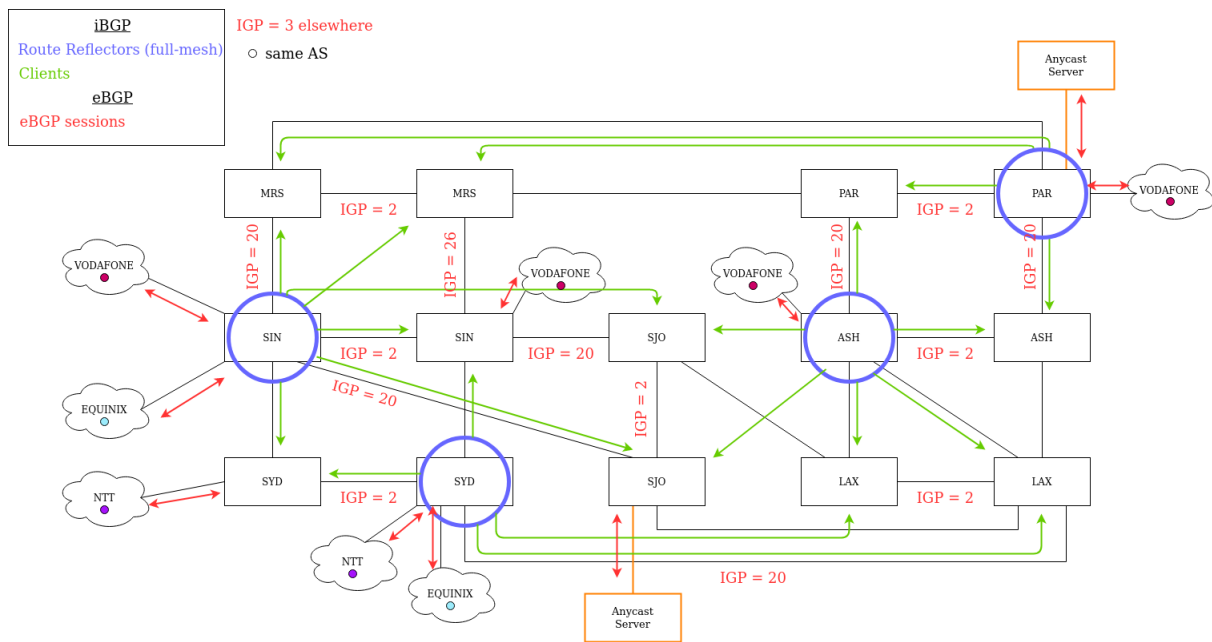 iBGP
Route Reflectors (full-mesh)
Clients
eBGP
eBGP sessions
IGP = 3 elsewhere
same AS
Anycast
Server
MRS
MRS
PAR
PAR
VODAFONE
IGP = 2
IGP = 2
IGP = 20
IGP = 26
IGP = 20
IGP = 20
VODAFONE
VODAFONE
VODAFONE
SIN
SIN
SJO
ASH
ASH
IGP = 2
IGP = 20
IGP = 2
IGP = 20
IGP = 2
EQUINIX
NTT
SYD
SYD
SJO
LAX
LAX
IGP = 2
IGP = 2
NTT
EQUINIX
IGP = 20
Anycast
Server